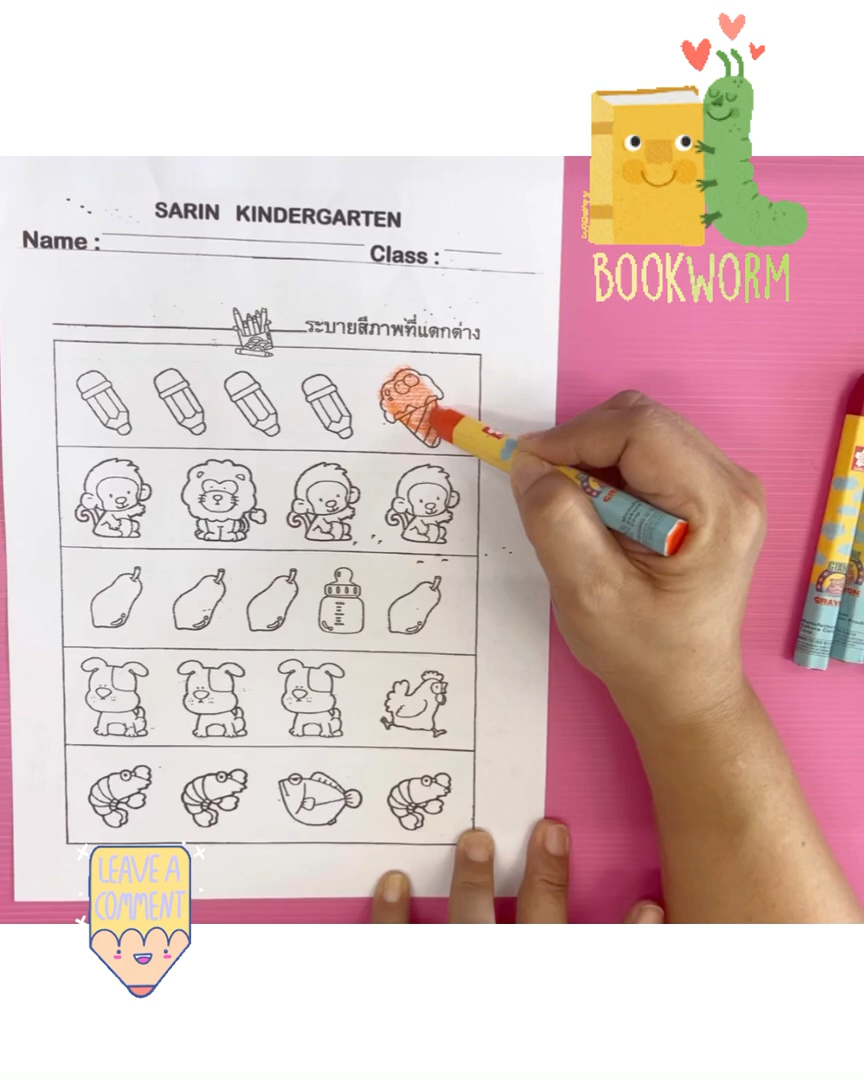 BOOKWORM
SARIN KINDERGARTEN
Name :
Class :
ระบายสีภาพที่แตกต่าง
LEAVE A
COMMENT